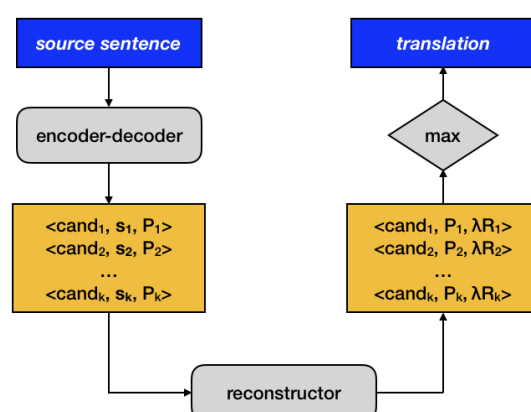 source sentence
encoder-decoder
<cand₁, s₁, P₁>
<cand₂, s₂, P₂>
...
<candₖ, sₖ, Pₖ>
reconstructor
<cand₁, P₁, λR₁>
<cand₂, P₂, λR₂>
...
<candₖ, Pₖ, λRₖ>
max
translation